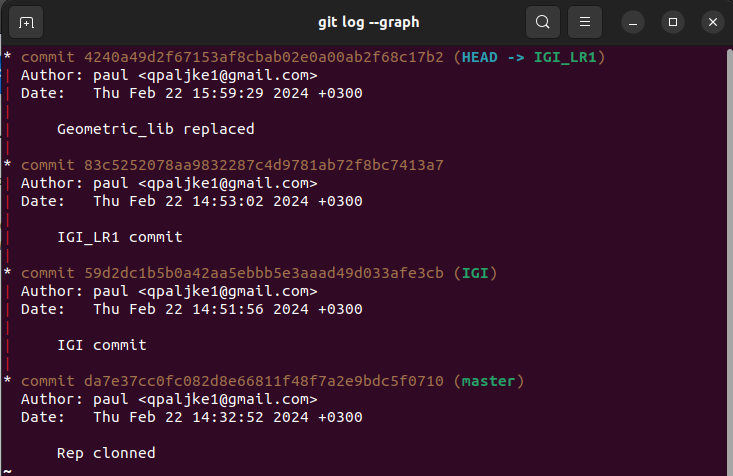 git log --graph
* commit 4240a49d2f67153af8cbab02e0a00ab2f68c17b2 (HEAD -> IGI_LR1)
| Author: paul <qpaljke1@gmail.com>
| Date:   Thu Feb 22 15:59:29 2024 +0300
|
|     Geometric_lib replaced
|
* commit 83c5252078aa9832287c4d9781ab72f8bc7413a7
| Author: paul <qpaljke1@gmail.com>
| Date:   Thu Feb 22 14:53:02 2024 +0300
|
|     IGI_LR1 commit
|
* commit 59d2dc1b5b0a42aa5ebbb5e3aaad49d033afe3cb (IGI)
| Author: paul <qpaljke1@gmail.com>
| Date:   Thu Feb 22 14:51:56 2024 +0300
|
|     IGI commit
|
* commit da7e37cc0fc082d8e66811f48f7a2e9bdc5f0710 (master)
  Author: paul <qpaljke1@gmail.com>
  Date:   Thu Feb 22 14:32:52 2024 +0300

      Rep clonned
~